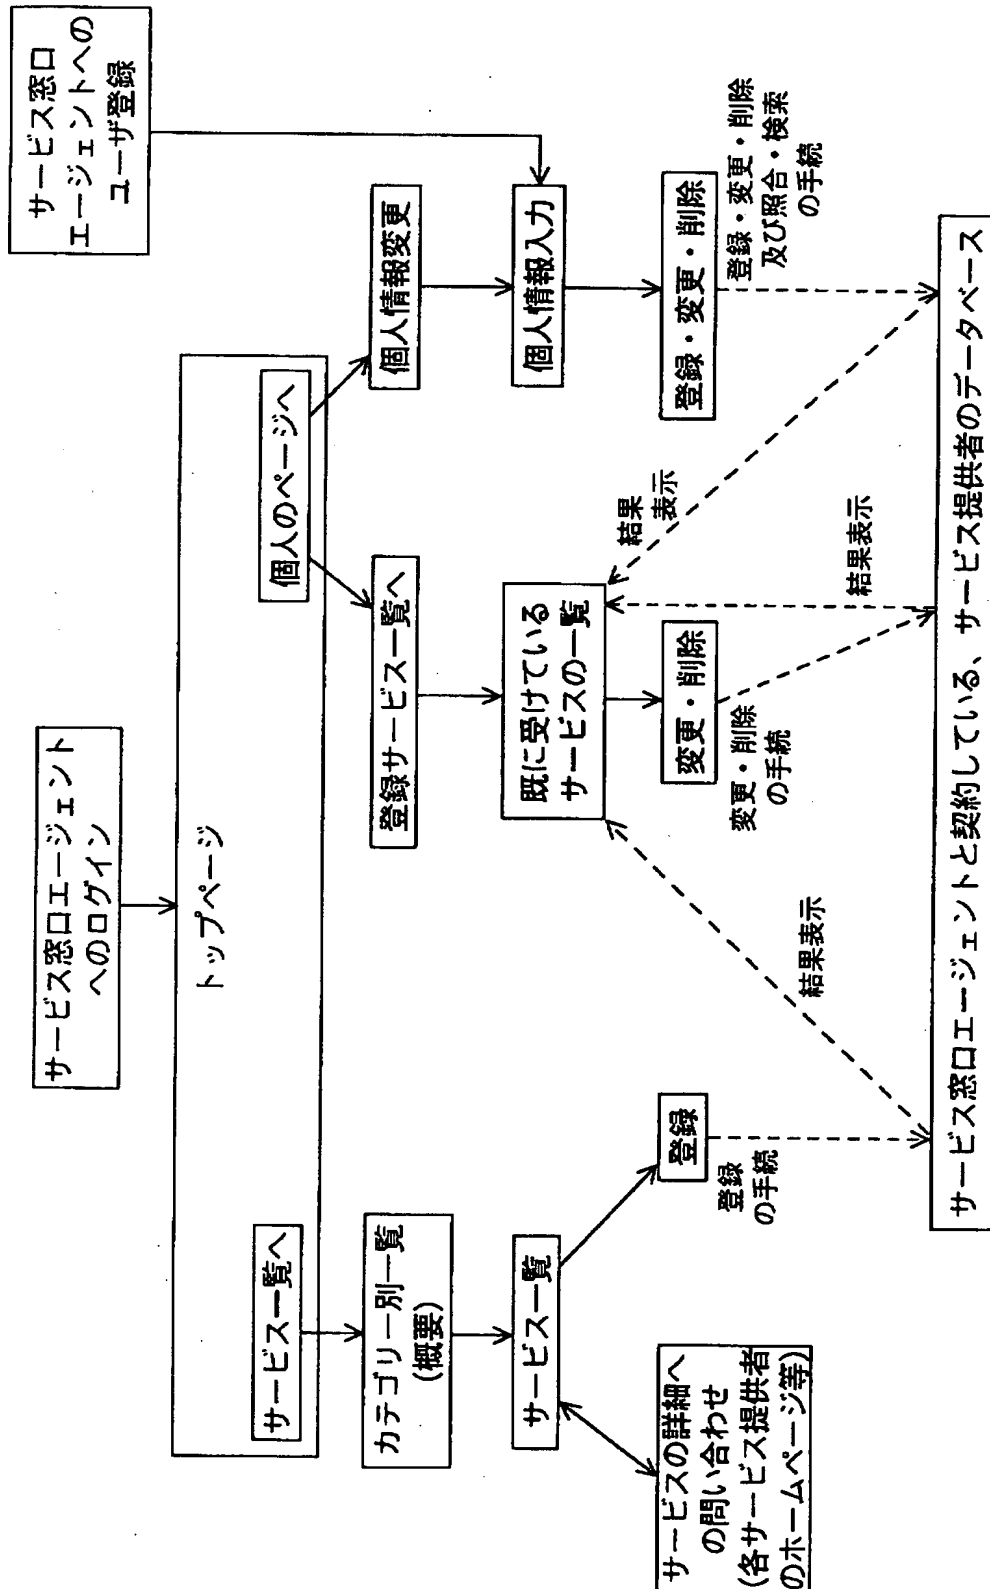 サービス窓口エージェント
へのログイン
サービス窓口
エージェントへの
ユーザ登録
トップページ
サービス一覧へ
個人のページへ
カテゴリー別一覧
(概要)
登録サービス一覧へ
個人情報変更
サービス一覧
既に受けている
サービスの一覧
個人情報入力
サービスの詳細へ
の問い合わせ
(各サービス提供者
のホームページ等)
登録
変更・削除
登録・変更・削除
登録
の手続
変更・削除
の手続
登録・変更・削除
及び照合・検索
の手続
結果表示
結果表示
結果
表示
サービス窓口エージェントと契約している、サービス提供者のデータベース